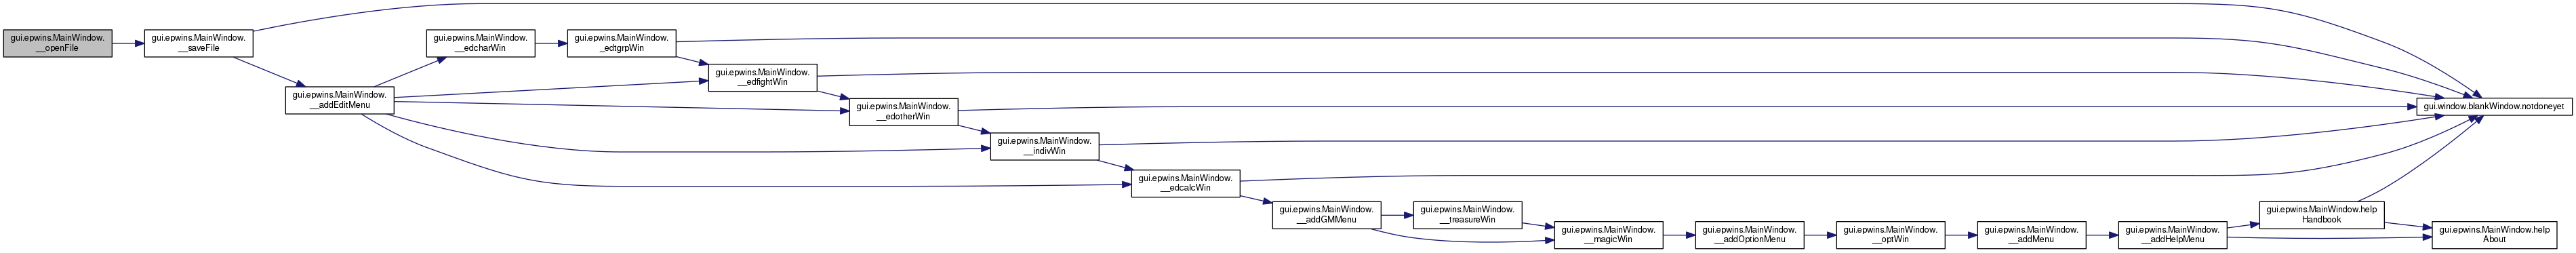 gui.epwins.MainWindow.
__openFile
gui.epwins.MainWindow.
__saveFile
gui.epwins.MainWindow.
__addEditMenu
gui.epwins.MainWindow.
__edcharWin
gui.epwins.MainWindow.
_edtgrpWin
gui.epwins.MainWindow.
__edfightWin
gui.epwins.MainWindow.
__edotherWin
gui.epwins.MainWindow.
__indivWin
gui.epwins.MainWindow.
__edcalcWin
gui.epwins.MainWindow.
__addGMMenu
gui.epwins.MainWindow.
__treasureWin
gui.epwins.MainWindow.
__magicWin
gui.epwins.MainWindow.
__addOptionMenu
gui.epwins.MainWindow.
__optWin
gui.epwins.MainWindow.
__addMenu
gui.epwins.MainWindow.
__addHelpMenu
gui.epwins.MainWindow.help
Handbook
gui.epwins.MainWindow.help
About
gui.window.blankWindow.notdoneyet